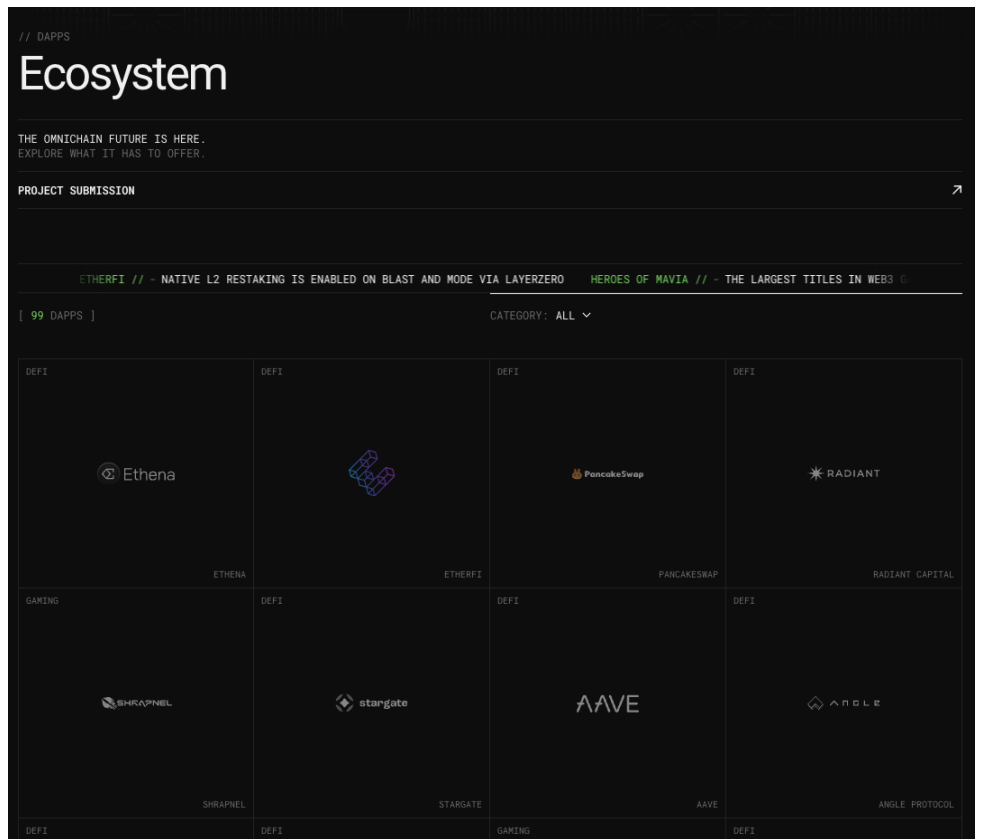 // DAPPS
Ecosystem
THE OMNICHAIN FUTURE IS HERE.
EXPLORE WHAT IT HAS TO OFFER.
PROJECT SUBMISSION
ETHERFI // - NATIVE L2 RESTAKING IS ENABLED ON BLAST AND MODE VIA LAYERZERO HEROES OF MAVIA // - THE LARGEST TITLES IN WEB3 G
[ 99 DAPPS ] CATEGORY: ALL
DEFI DEFI DEFI DEFI
Ethena PancakeSwap RADIANT
ETHENA ETHERFI PANCAKESWAP RADIANT CAPITAL
GAMING DEFI DEFI DEFI
SHRAPNEL stargate AAVE ANGLE
SHRAPNEL STARGATE AAVE ANGLE PROTOCOL
DEFI DEFI GAMING DEFI